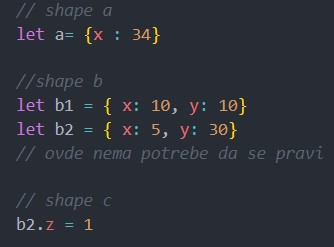 // shape a
let a= {x : 34}
//shape b
let b1 = { x: 10, y: 10}
let b2 = { x: 5, y: 30}
// ovde nema potrebe da se pravi
// shape c
b2.z = 1